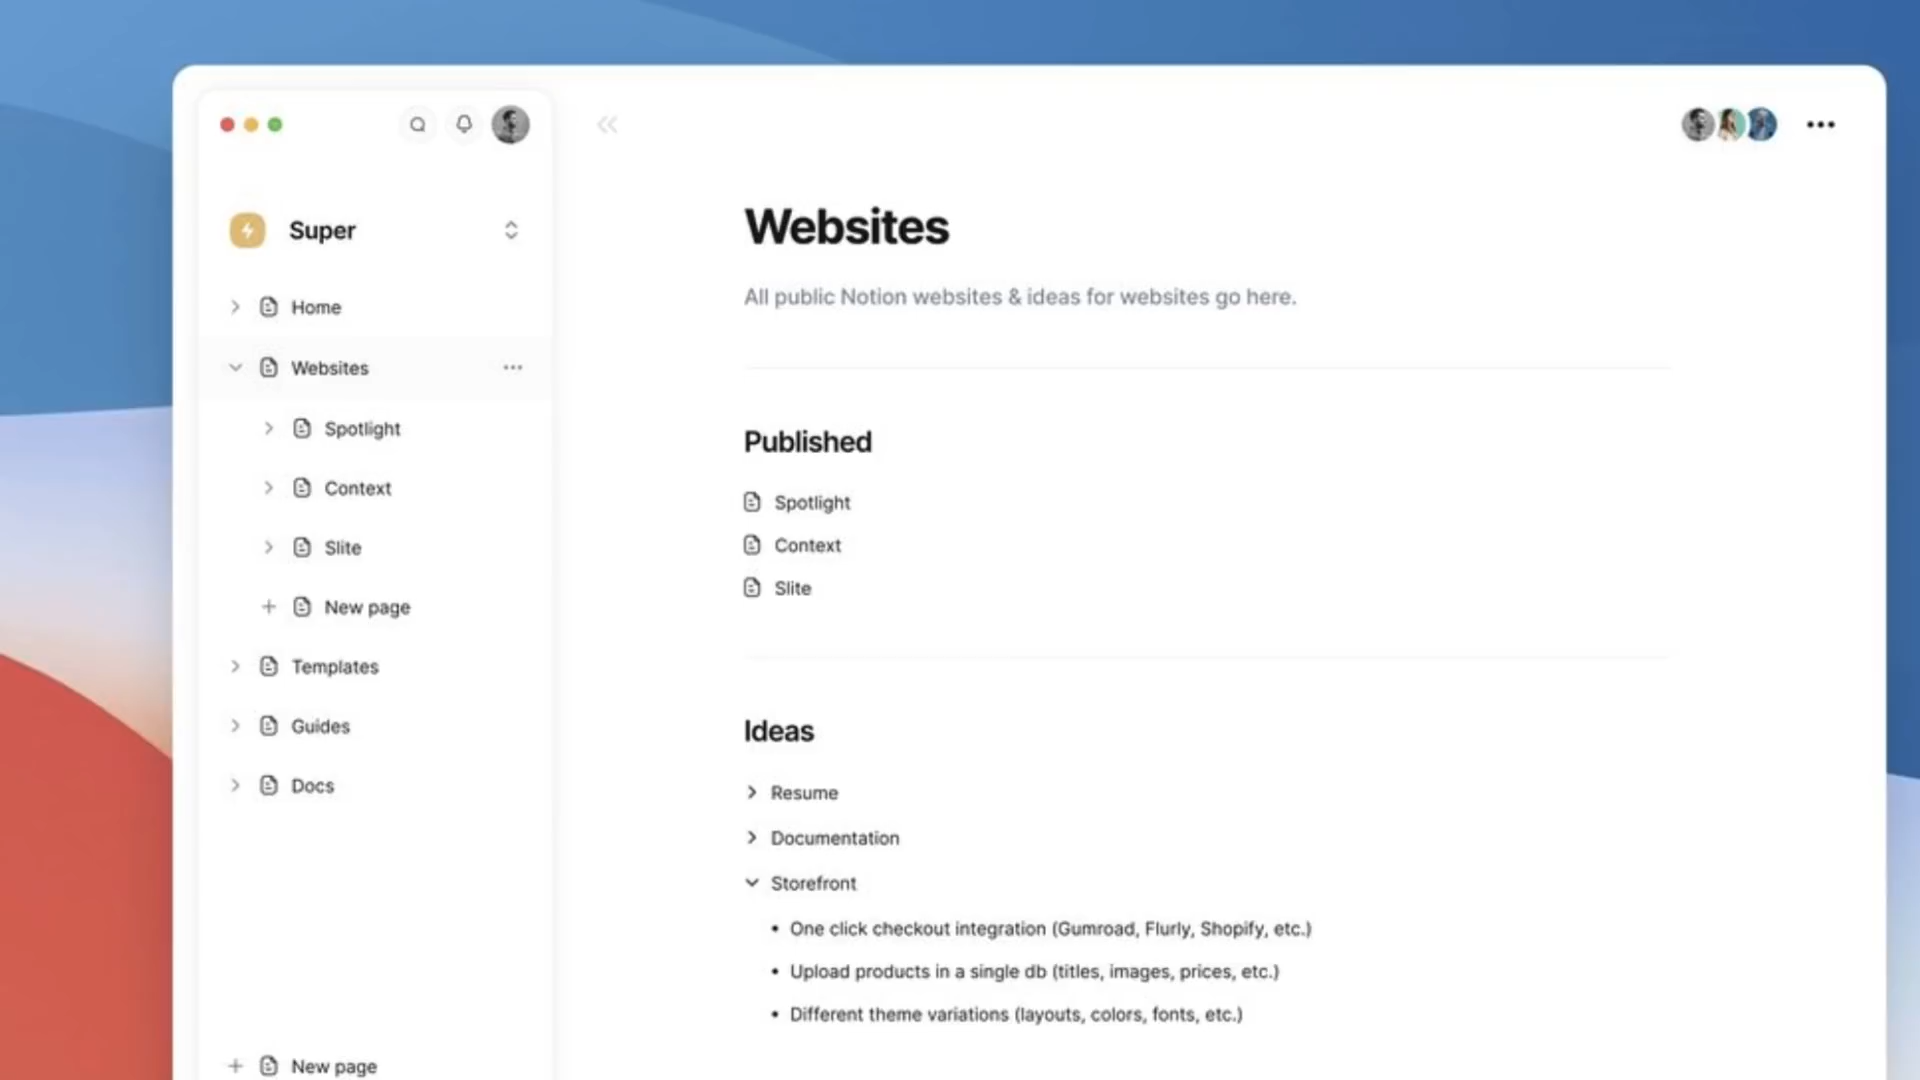 Super
Home
Websites
Spotlight
Context
Slite
New page
Templates
Guides
Docs
New page
Websites
All public Notion websites & ideas for websites go here.
Published
Spotlight
Context
Slite
Ideas
Resume
Documentation
Storefront
• One click checkout integration (Gumroad, Flurly, Shopify, etc.)
• Upload products in a single db (titles, images, prices, etc.)
• Different theme variations (layouts, colors, fonts, etc.)